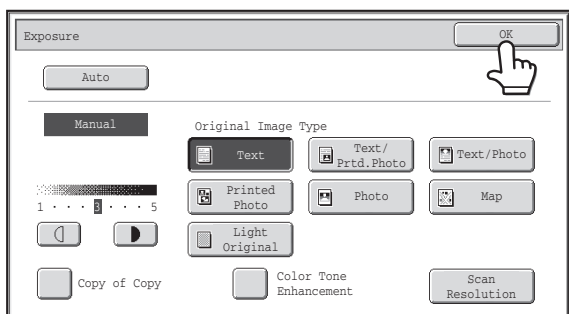 Exposure
OK
Auto
Manual
Original Image Type
Text
Text/
Prtd.Photo
Text/Photo
Printed
Photo
Photo
Map
1 · · · 3 · · · 5
Light
Original
Copy of Copy
Color Tone
Enhancement
Scan
Resolution